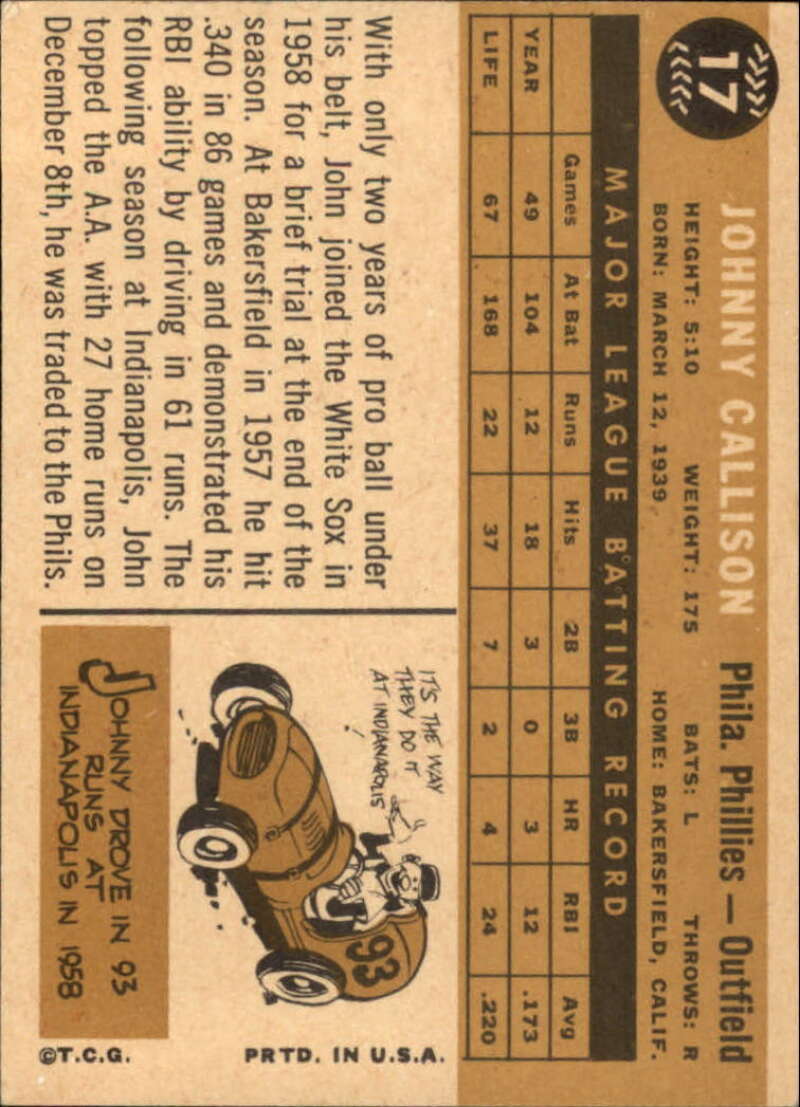 17
JOHNNY CALLISON Phila. Phillies — Outfield
HEIGHT: 5:10 WEIGHT: 175 BATS: L THROWS: R
BORN: MARCH 12, 1939 HOME: BAKERSFIELD, CALIF.
MAJOR LEAGUE BATTING RECORD
Games At Bat Runs Hits 2B 3B HR RBI Avg
YEAR 49 104 12 18 3 0 3 12 .173
LIFE 67 168 22 37 7 2 4 24 .220
With only two years of pro ball under
his belt, John joined the White Sox in
1958 for a brief trial at the end of the
season. At Bakersfield in 1957 he hit
.340 in 86 games and demonstrated his
RBI ability by driving in 61 runs. The
following season at Indianapolis, John
topped the A.A. with 27 home runs on
December 8th, he was traded to the Phils.
IT'S THE WAY
THEY DO IT
AT INDIANAPOLIS
!
93
JOHNNY DROVE IN 93
RUNS AT
INDIANAPOLIS IN 1958
PRTD. IN U.S.A.
©T.C.G.